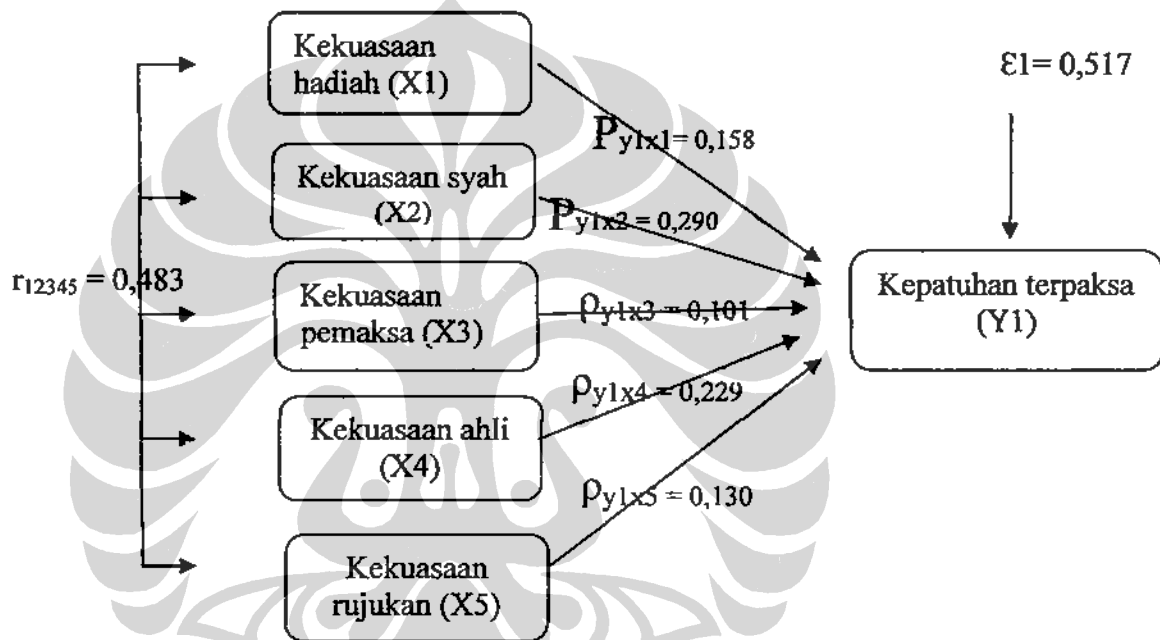 Kekuasaan
hadiah (X1)
Ɛ1= 0,517
Py1x1= 0,158
Kekuasaan syah
(X2)
Py1x2 = 0,290
r12345 = 0,483
Kekuasaan
pemaksa (X3)
ρy1x3= 0,101
Kepatuhan terpaksa
(Y1)
ρy1x4 = 0,229
Kekuasaan ahli
(X4)
ρy1x5 = 0,130
Kekuasaan
rujukan (X5)